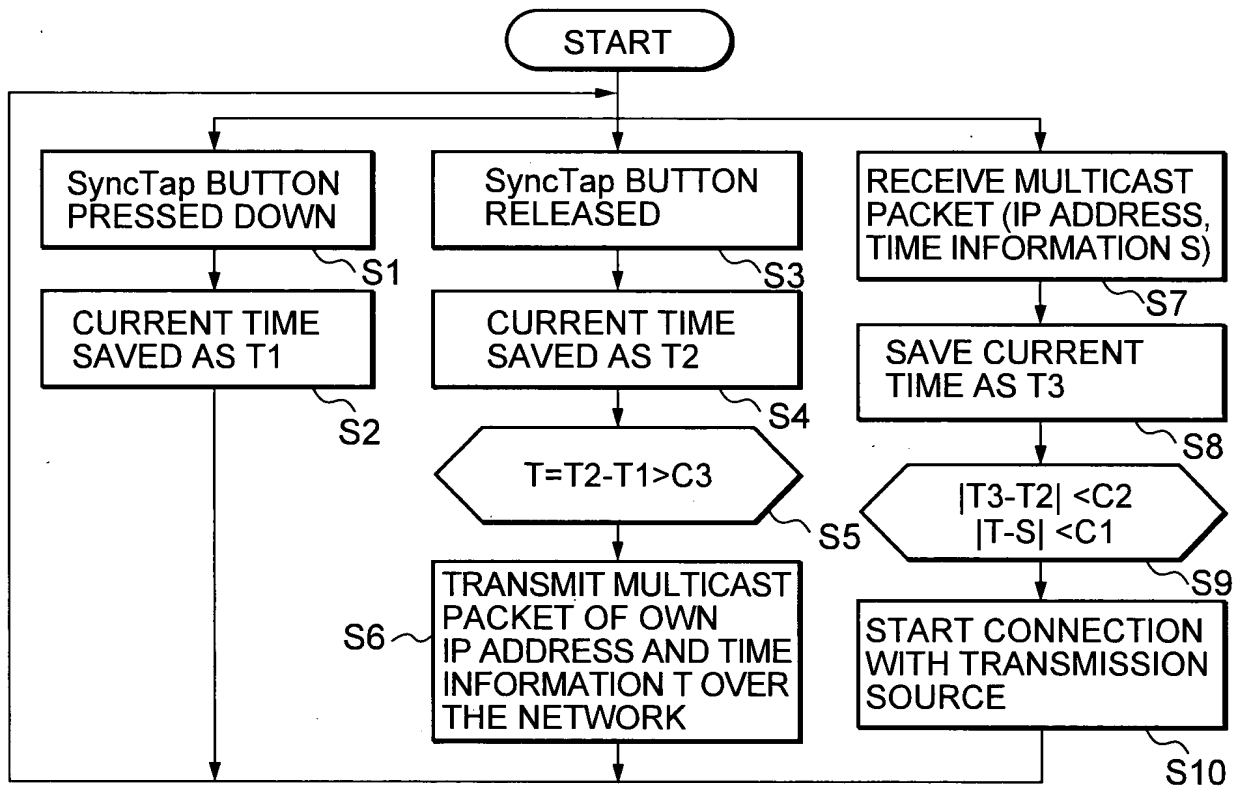 START
SyncTap BUTTON
PRESSED DOWN
S1
CURRENT TIME
SAVED AS T1
S2
SyncTap BUTTON
RELEASED
S3
CURRENT TIME
SAVED AS T2
S4
T=T2-T1>C3
S5
TRANSMIT MULTICAST
PACKET OF OWN
IP ADDRESS AND TIME
INFORMATION T OVER
THE NETWORK
S6
RECEIVE MULTICAST
PACKET (IP ADDRESS,
TIME INFORMATION S)
S7
SAVE CURRENT
TIME AS T3
S8
|T3-T2| <C2
|T-S| <C1
S9
START CONNECTION
WITH TRANSMISSION
SOURCE
S10